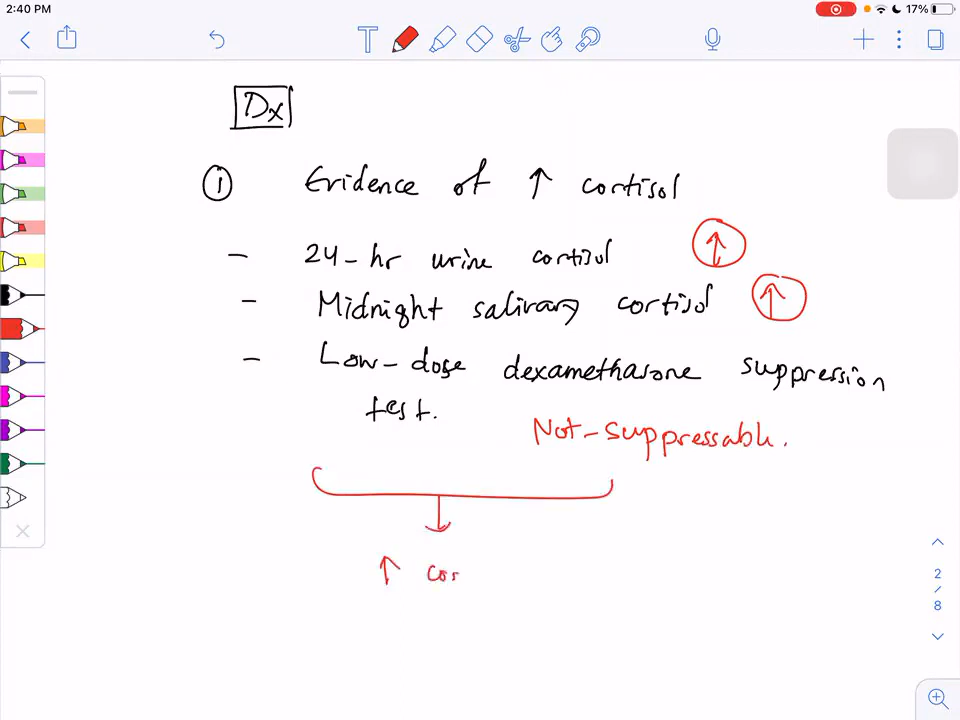 2:40 PM
17%
T
Dx
① Evidence of ↑ cortisol
- 24-hr urine cortisol ↑
- Midnight salivary cortisol ↑
- Low-dose dexamethasone suppression
test.
Not-suppressable.
↑ cor
2
/
8